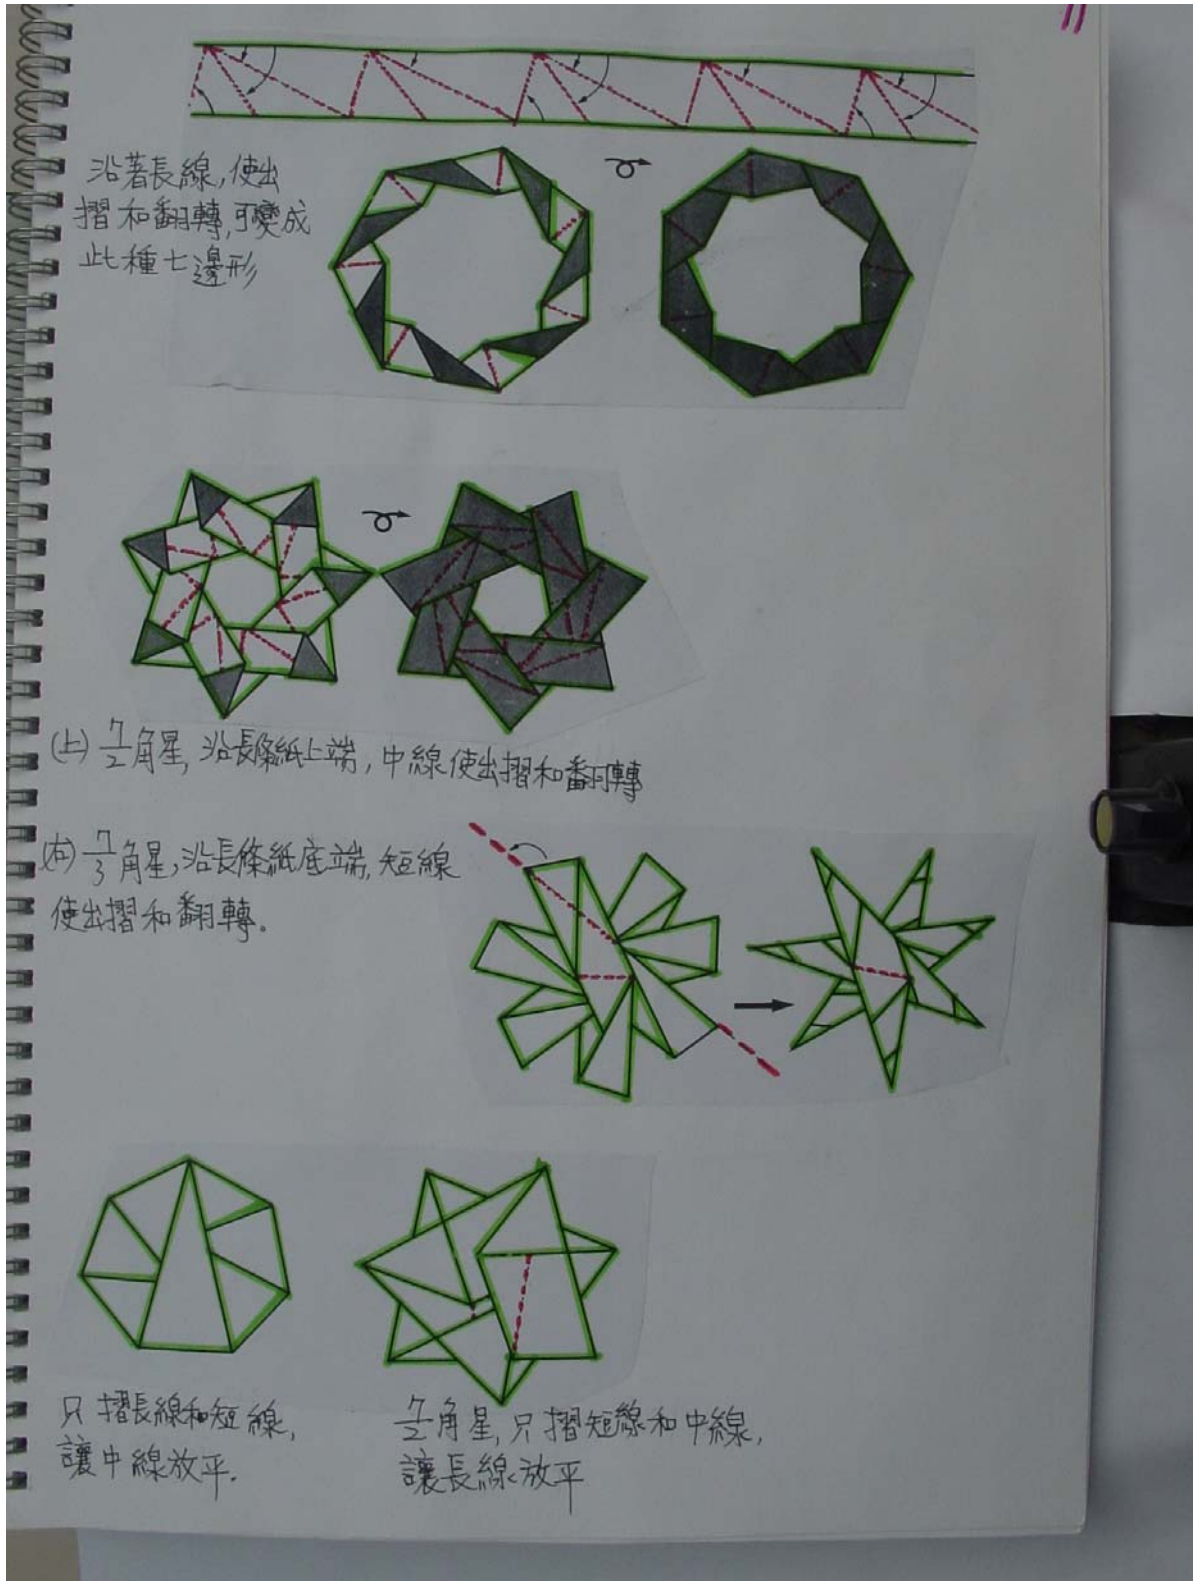 11
沿著長線,使出
摺和翻轉,可變成
此種七邊形
(上) 7/2角星,沿長條紙上端,中線使出摺和翻轉
(右) 7/3角星,沿長條紙底端,短線
使出摺和翻轉。
只摺長線和短線,
讓中線放平.
7/2角星,只摺短線和中線,
讓長線放平